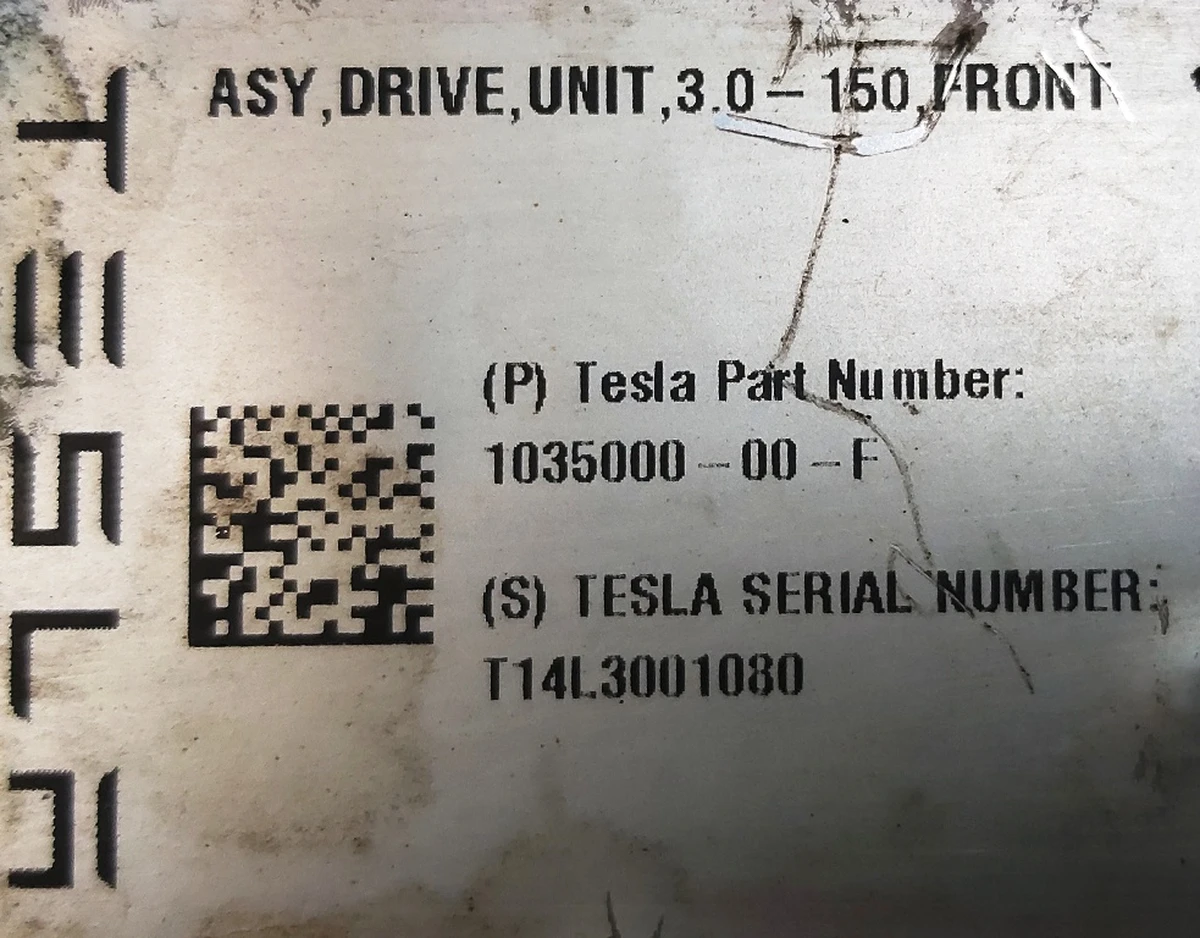 TESLA
ASY,DRIVE,UNIT,3.0-150,FRONT
(P) Tesla Part Number:
1035000-00-F
(S) TESLA SERIAL NUMBER:
T14L3001080